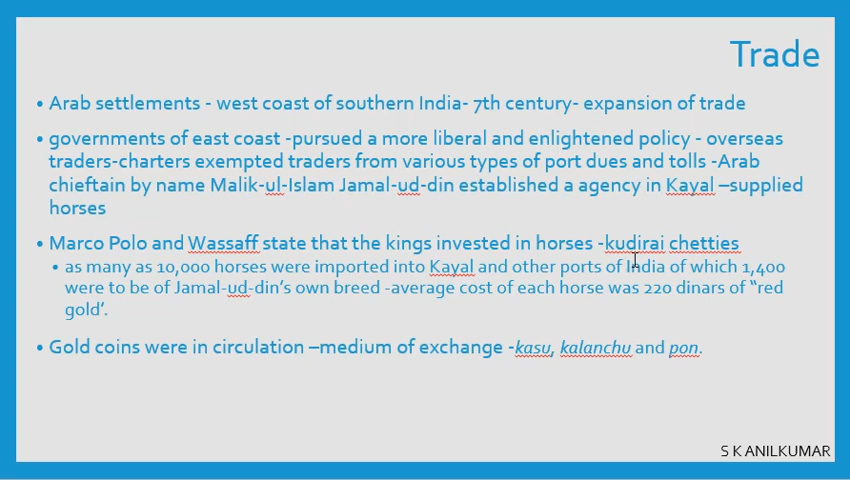 Trade
• Arab settlements - west coast of southern India- 7th century- expansion of trade
• governments of east coast -pursued a more liberal and enlightened policy - overseas
traders-charters exempted traders from various types of port dues and tolls -Arab
chieftain by name Malik-ul-Islam Jamal-ud-din established a agency in Kayal –supplied
horses
• Marco Polo and Wassaff state that the kings invested in horses -kudirai chetties
• as many as 10,000 horses were imported into Kayal and other ports of India of which 1,400
were to be of Jamal-ud-din's own breed -average cost of each horse was 220 dinars of “red
gold’.
• Gold coins were in circulation –medium of exchange -kasu, kalanchu and pon.
S K ANILKUMAR